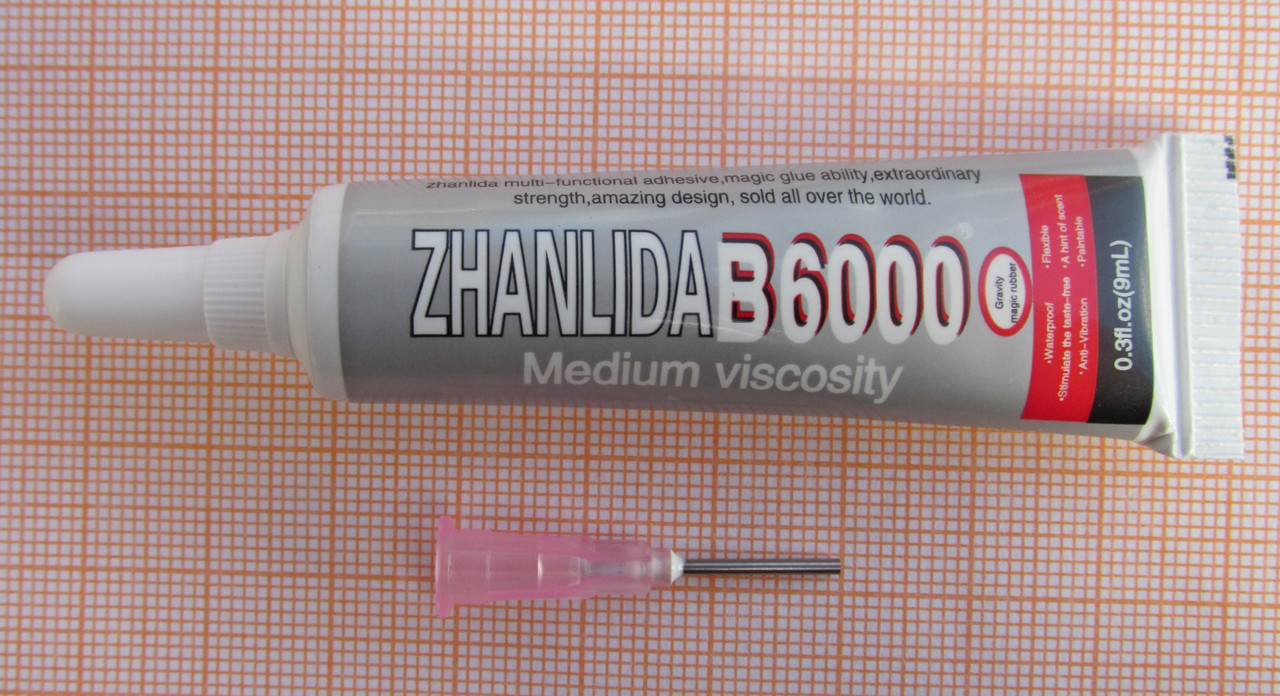 zhanlida multi-functional adhesive,magic glue ability,extraordinary
strength,amazing design, sold all over the world.
ZHANLIDA B6000®
Medium viscosity
Gravity
magic rubber
•Waterproof •Flexible
•Stimulate the taste-free •A hint of scent
•Anti-Vibration •Paintable
0.3fl.oz(9mL)